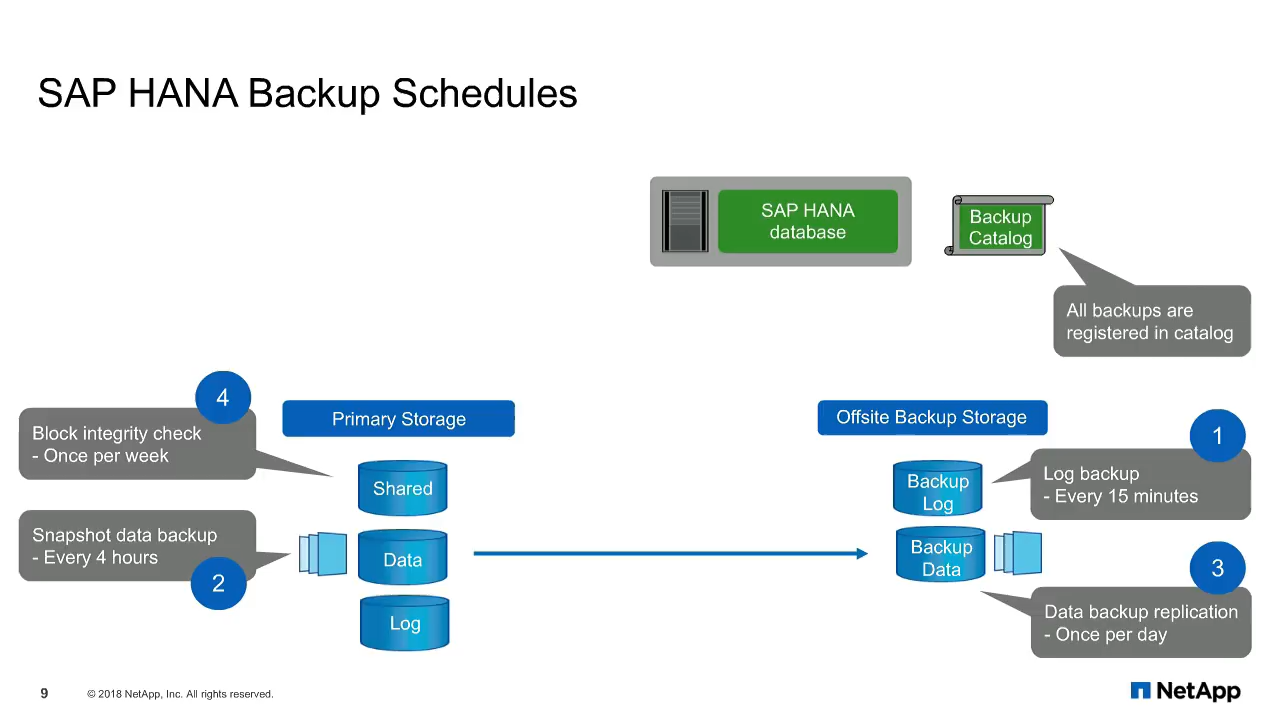 SAP HANA Backup Schedules
SAP HANA
database
Backup
Catalog
All backups are
registered in catalog
4
Block integrity check
- Once per week
Primary Storage
Offsite Backup Storage
1
Log backup
- Every 15 minutes
Shared
Backup
Log
Snapshot data backup
- Every 4 hours
2
Data
Backup
Data
3
Data backup replication
- Once per day
Log
9
© 2018 NetApp, Inc. All rights reserved.
NetApp